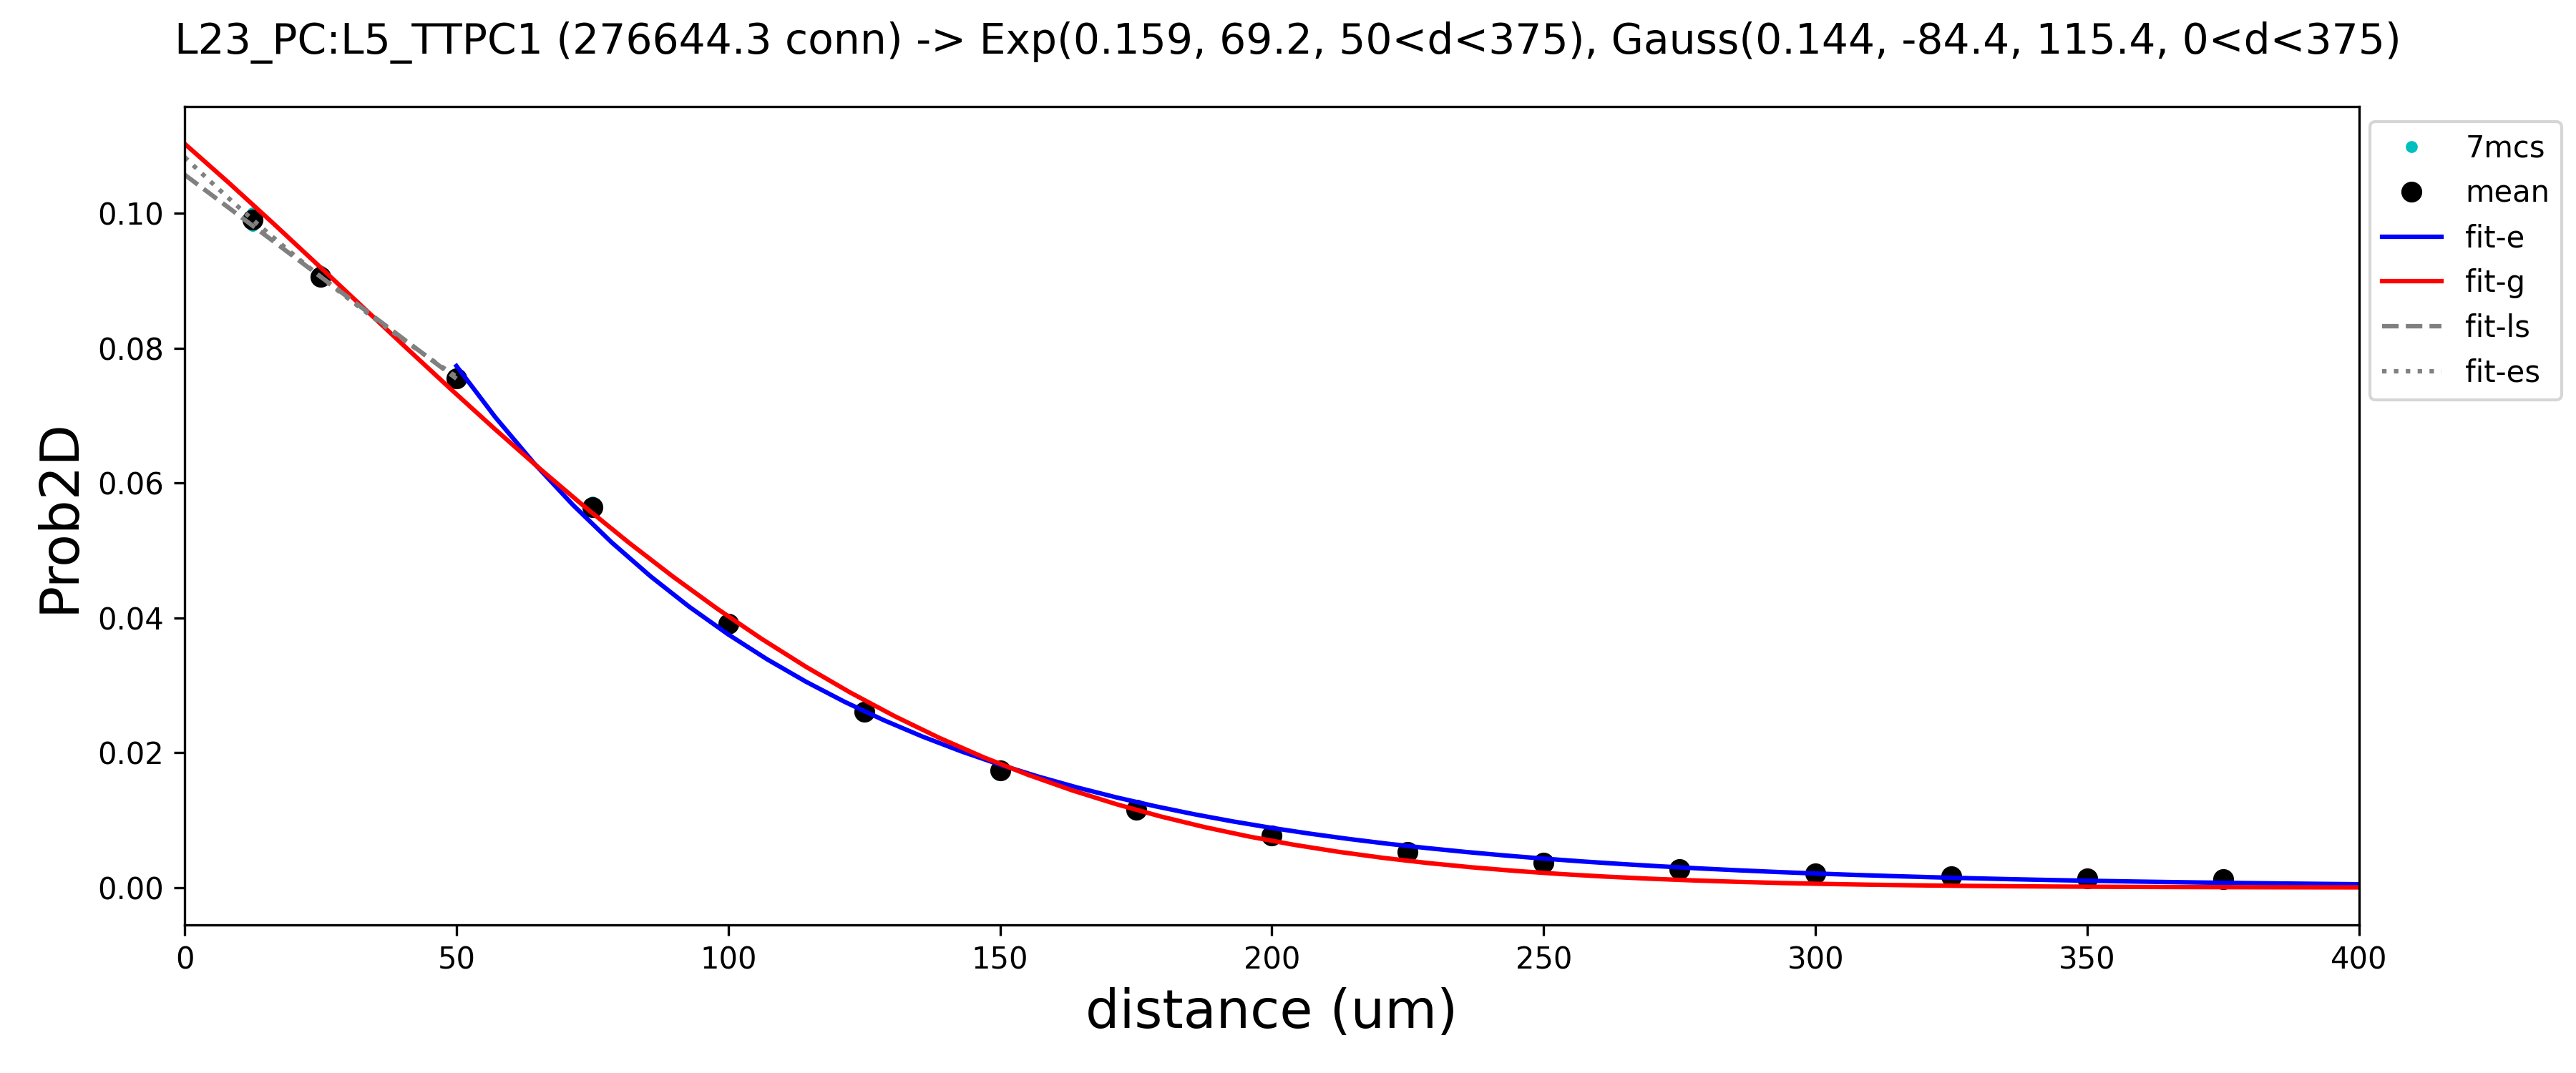 L23_PC:L5_TTPC1 (276644.3 conn) -> Exp(0.159, 69.2, 50<d<375), Gauss(0.144, -84.4, 115.4, 0<d<375)
7mcs
mean
fit-e
fit-g
fit-ls
fit-es
Prob2D
0.10
0.08
0.06
0.04
0.02
0.00
0 50 100 150 200 250 300 350 400
distance (um)